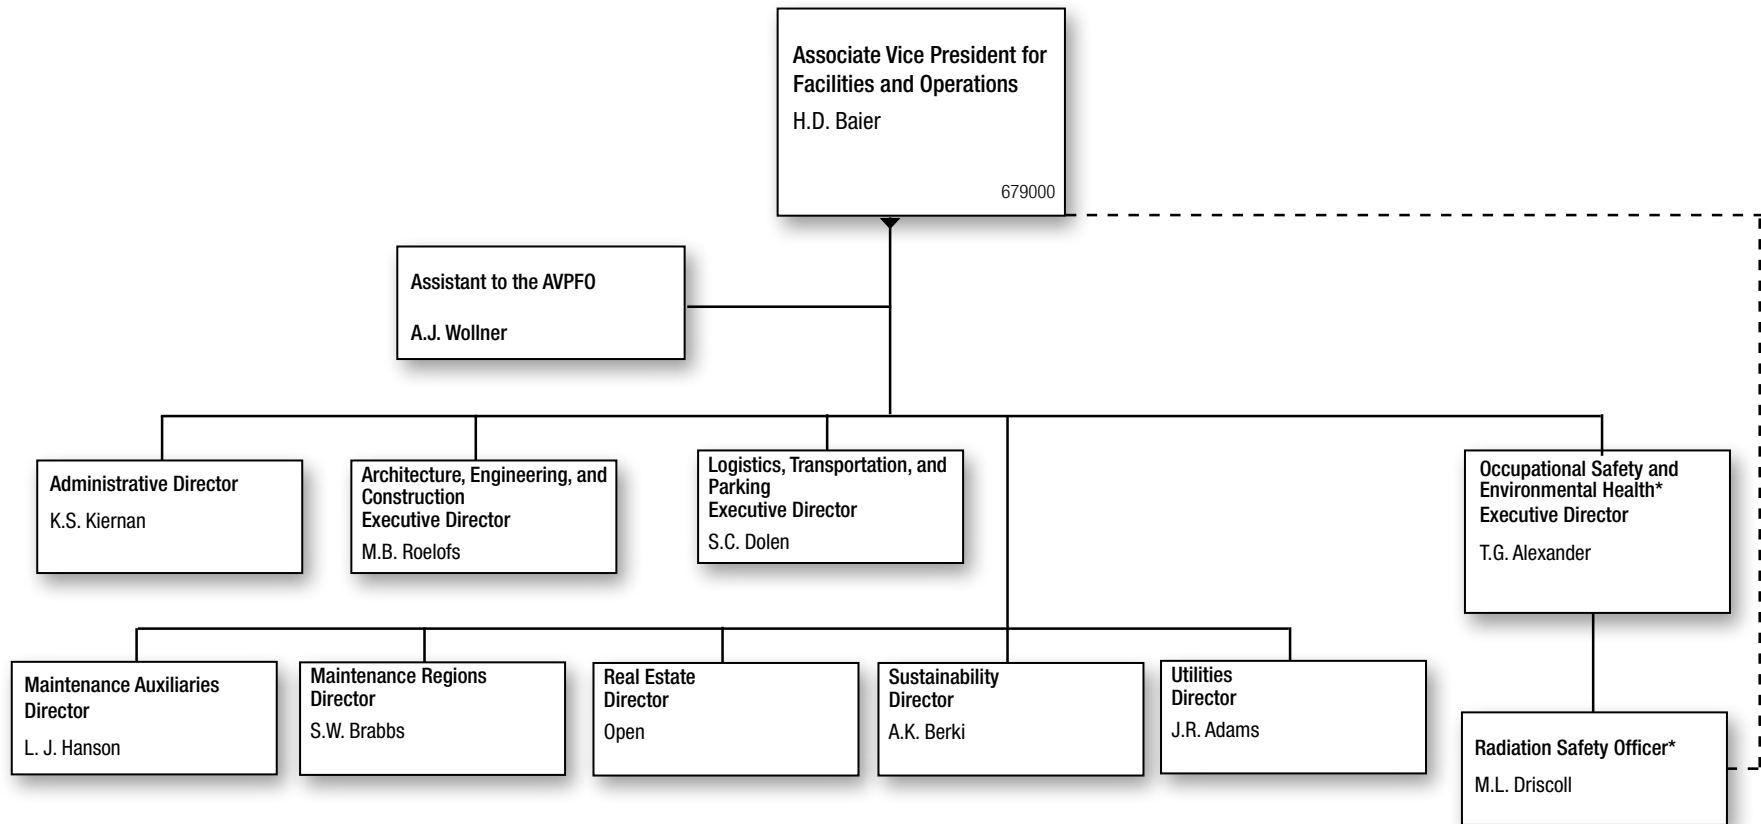 Associate Vice President for
Facilities and Operations
H.D. Baier
679000
Assistant to the AVPFO
A.J. Wollner
Administrative Director
K.S. Kiernan
Architecture, Engineering, and
Construction
Executive Director
M.B. Roelofs
Logistics, Transportation, and
Parking
Executive Director
S.C. Dolen
Occupational Safety and
Environmental Health*
Executive Director
T.G. Alexander
Maintenance Auxiliaries
Director
L. J. Hanson
Maintenance Regions
Director
S.W. Brabbs
Real Estate
Director
Open
Sustainability
Director
A.K. Berki
Utilities
Director
J.R. Adams
Radiation Safety Officer*
M.L. Driscoll